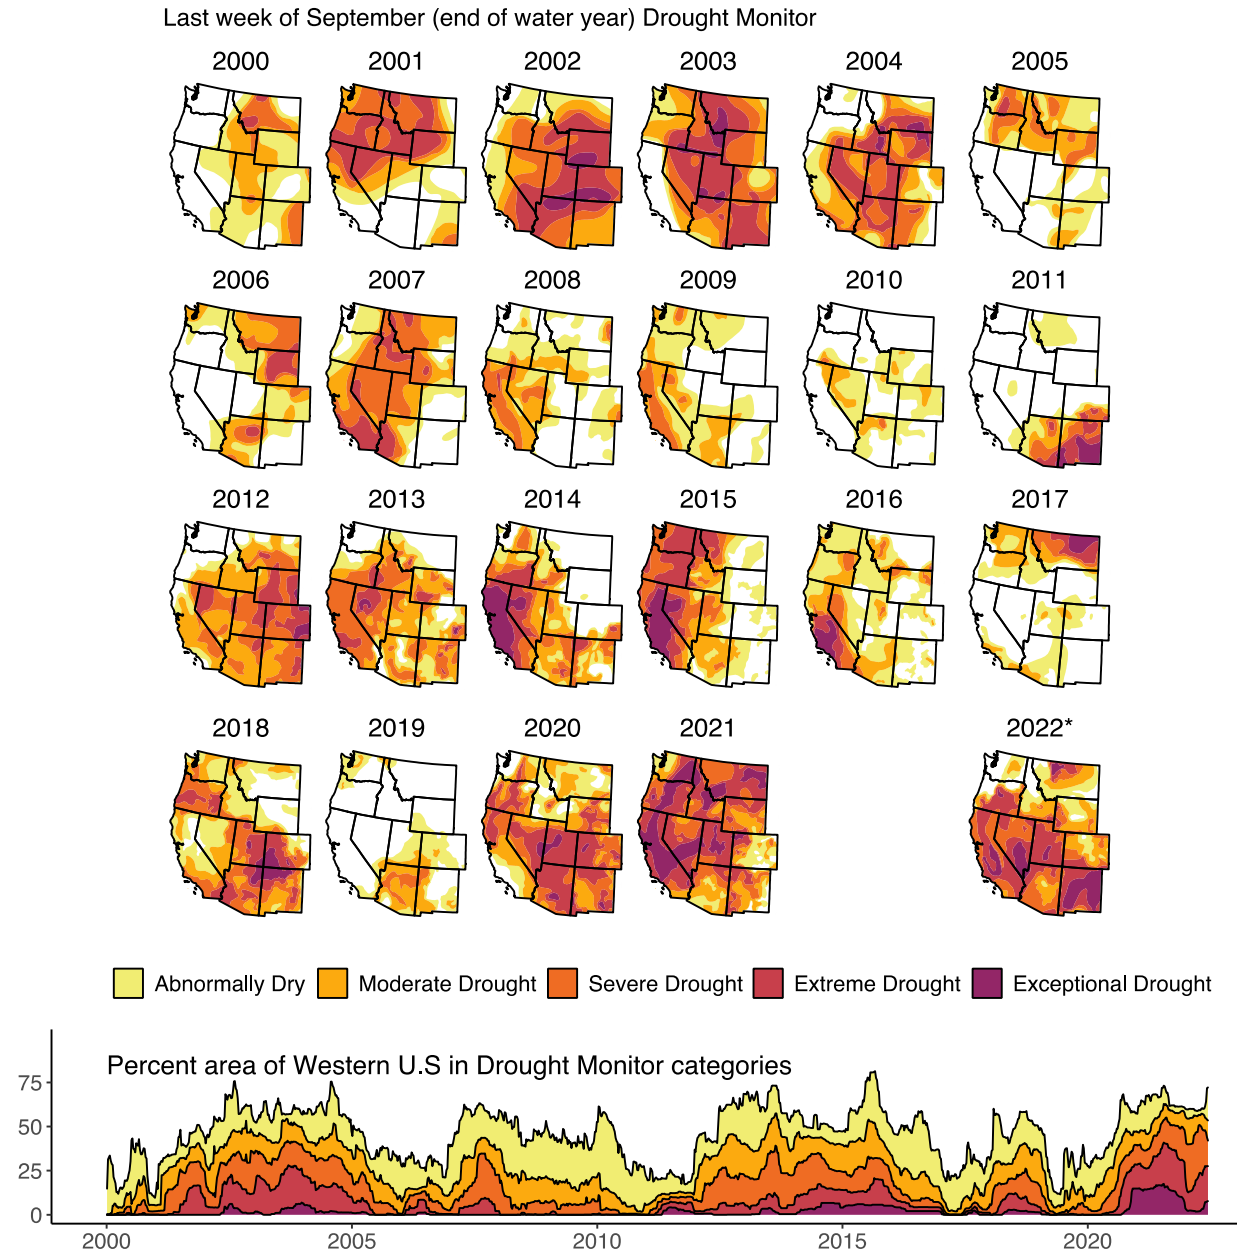 Last week of September (end of water year) Drought Monitor
2000 2001 2002 2003 2004 2005
2006 2007 2008 2009 2010 2011
2012 2013 2014 2015 2016 2017
2018 2019 2020 2021 2022*
Abnormally Dry Moderate Drought Severe Drought Extreme Drought Exceptional Drought
Percent area of Western U.S in Drought Monitor categories
75
50
25
0
2000 2005 2010 2015 2020